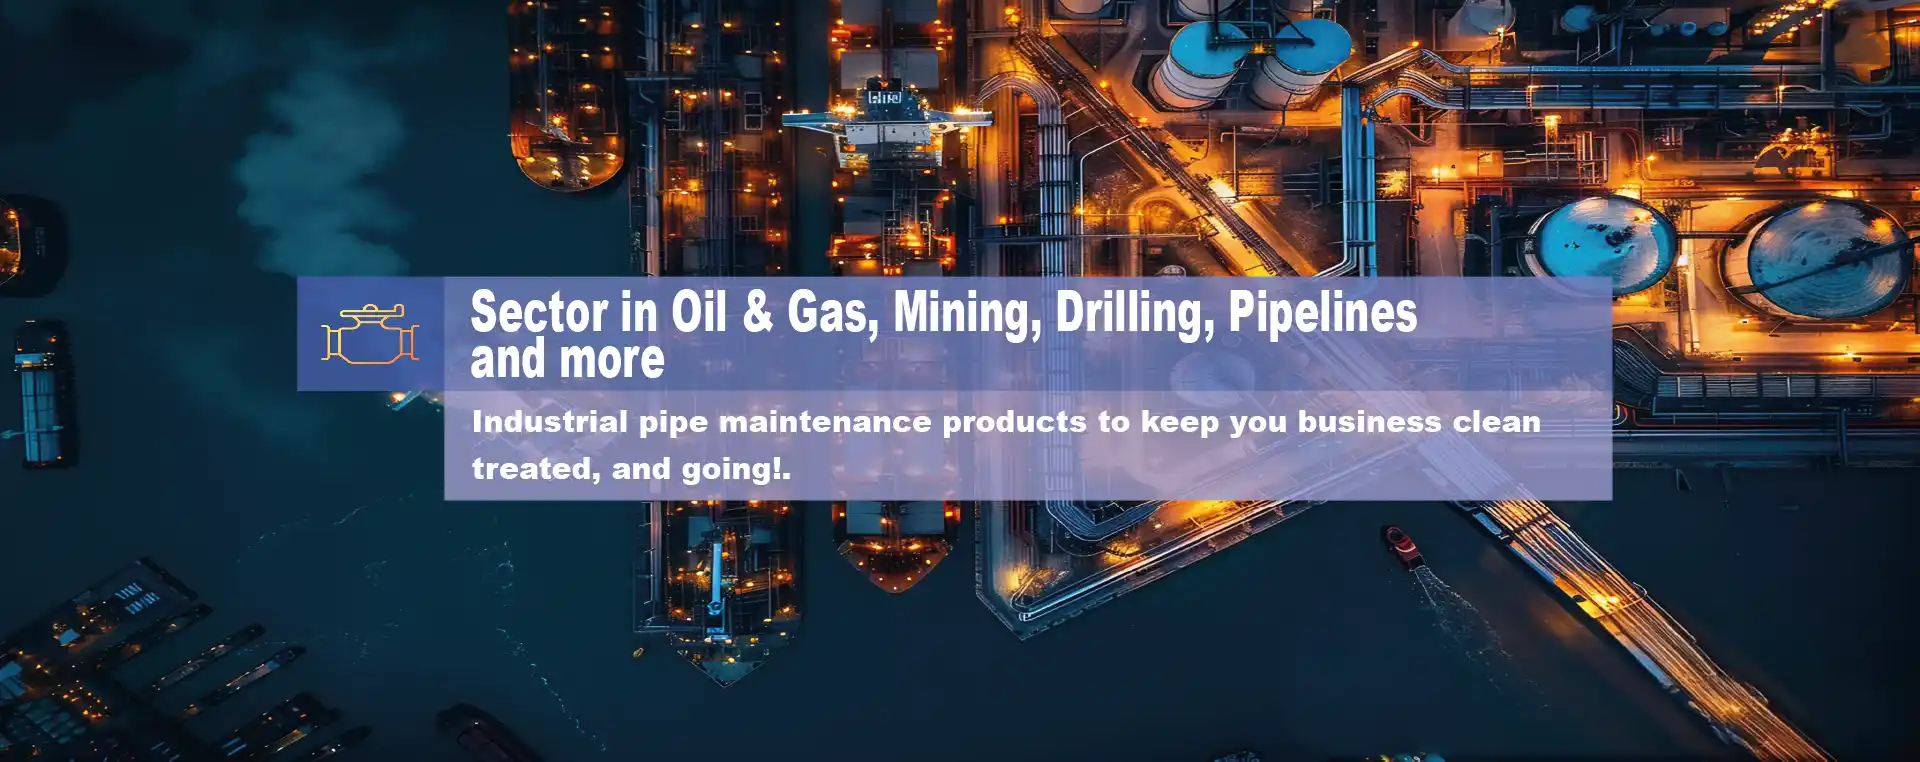 Sector in Oil & Gas, Mining, Drilling, Pipelines
and more
Industrial pipe maintenance products to keep you business clean
treated, and going!.